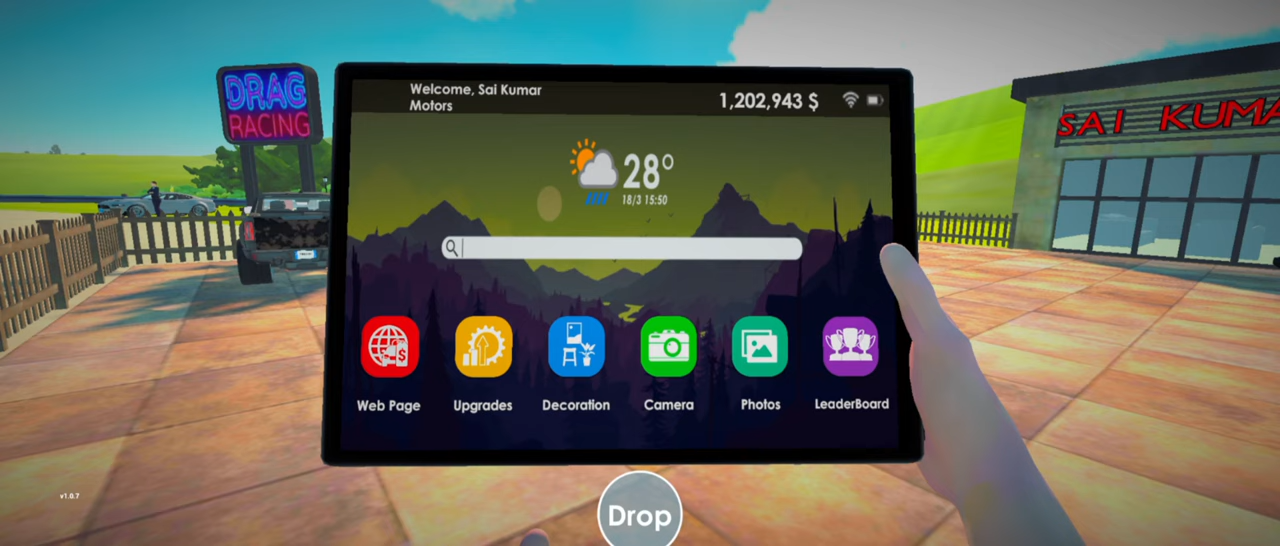 DRAG
RACING
Welcome, Sai Kumar
Motors
1,202,943 $
28°
18/3 15:50
Web Page
Upgrades
Decoration
Camera
Photos
LeaderBoard
SAI KUMA
v1.0.7
Drop